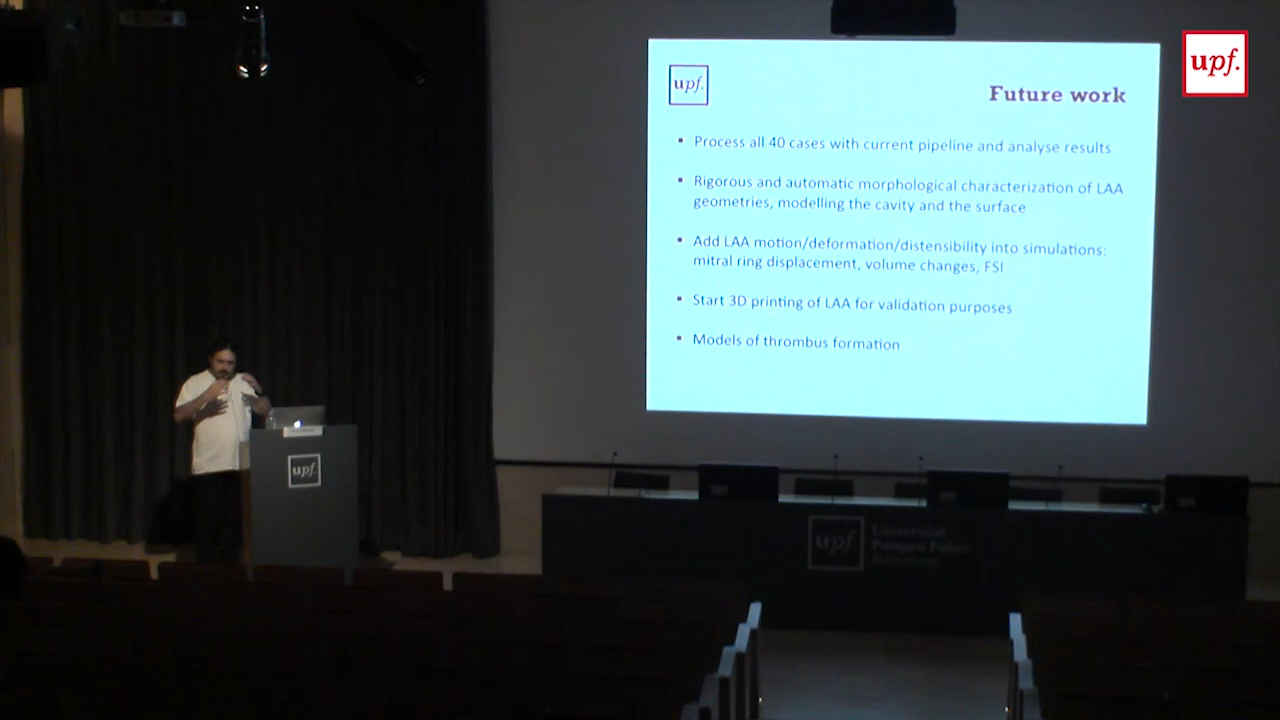 upf.
upf.
Future work
▪ Process all 40 cases with current pipeline and analyse results
▪ Rigorous and automatic morphological characterization of LAA
geometries, modelling the cavity and the surface
▪ Add LAA motion/deformation/distensibility into simulations:
mitral ring displacement, volume changes, FSI
▪ Start 3D printing of LAA for validation purposes
▪ Models of thrombus formation
upf.
upf.
Universitat
Pompeu Fabra
Barcelona